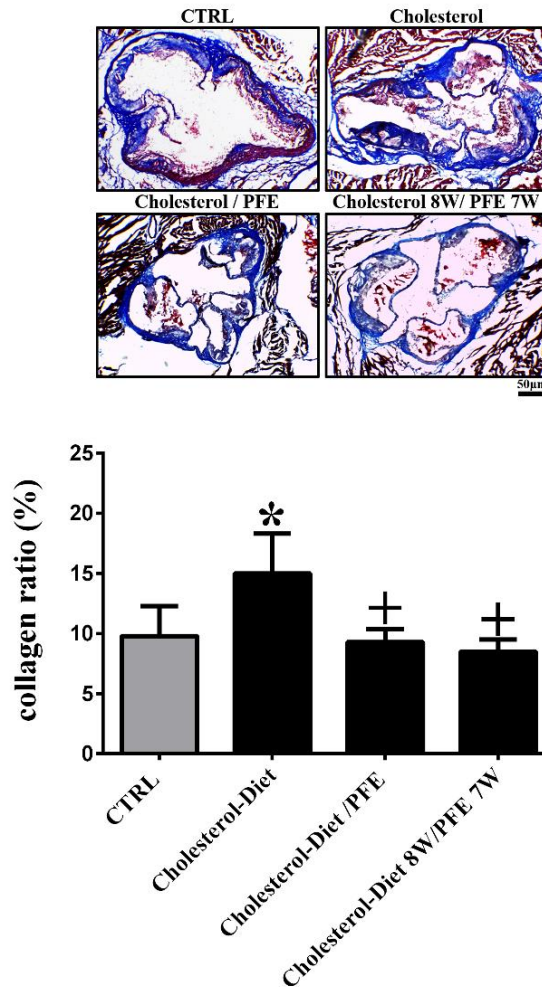 CTRL
Cholesterol
Cholesterol / PFE
Cholesterol 8W/ PFE 7W
50μm
collagen ratio (%)
25
20
15
10
5
0
*
+
+
CTRL
Cholesterol-Diet
Cholesterol-Diet /PFE
Cholesterol-Diet 8W/PFE 7W